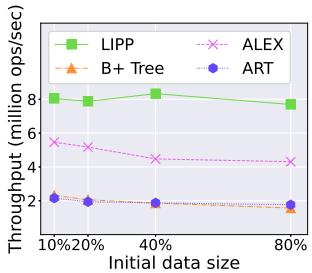 Throughput (million ops/sec)
LIPP
ALEX
B+ Tree
ART
8
6
4
2
10%20% 40% 80%
Initial data size